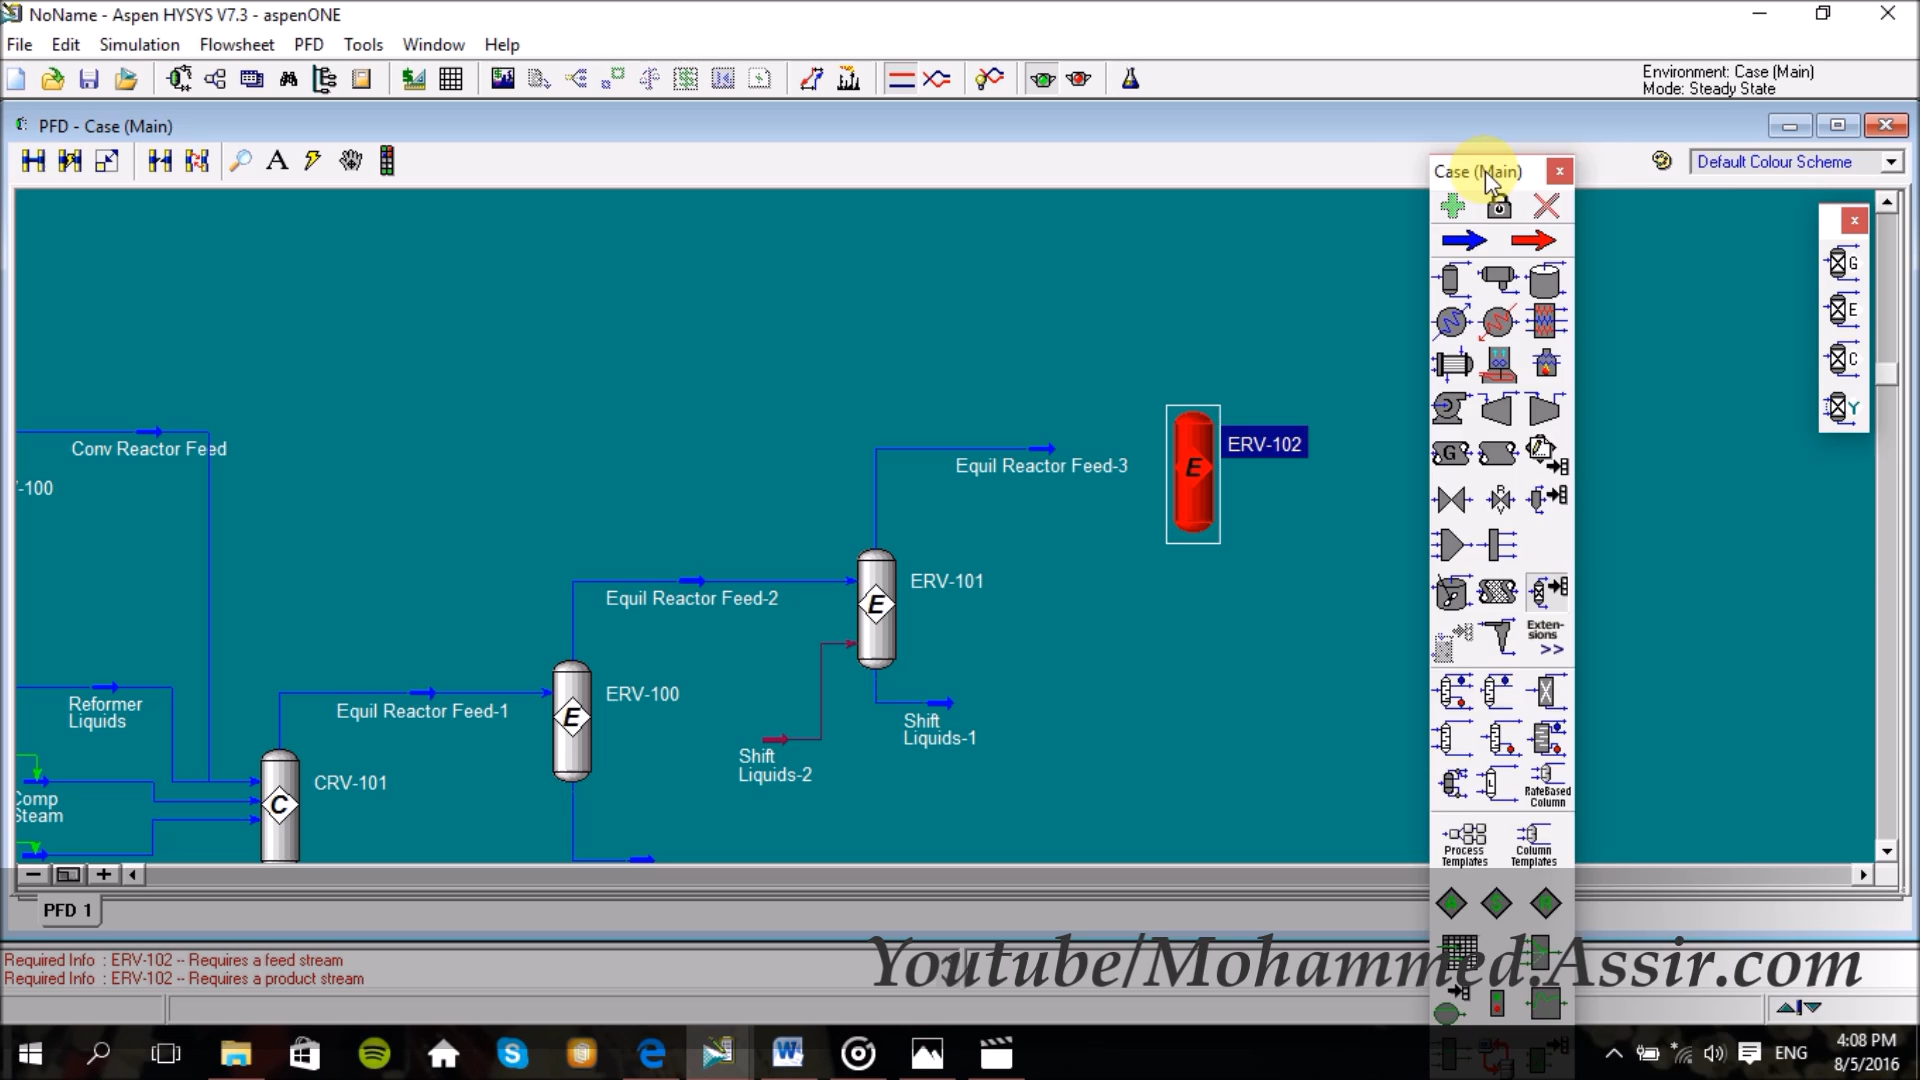 NoName - Aspen HYSYS V7.3 - aspenONE
File Edit Simulation Flowsheet PFD Tools Window Help
Environment: Case (Main)
Mode: Steady State
PFD - Case (Main)
A
Default Colour Scheme
Case (Main)
G
E
C
Y
Conv Reactor Feed
-100
Equil Reactor Feed-3
E
ERV-102
Equil Reactor Feed-2
E
ERV-101
Shift
Liquids-2
Shift
Liquids-1
Reformer
Liquids
Equil Reactor Feed-1
E
ERV-100
C
CRV-101
Comp
Steam
G
Exten-
sions
>>
RateBased
Column
Process
Templates
Column
Templates
PFD 1
Required Info : ERV-102 -- Requires a feed stream
Required Info : ERV-102 -- Requires a product stream
Youtube/Mohammed.Assir.com
ENG
4:08 PM
8/5/2016